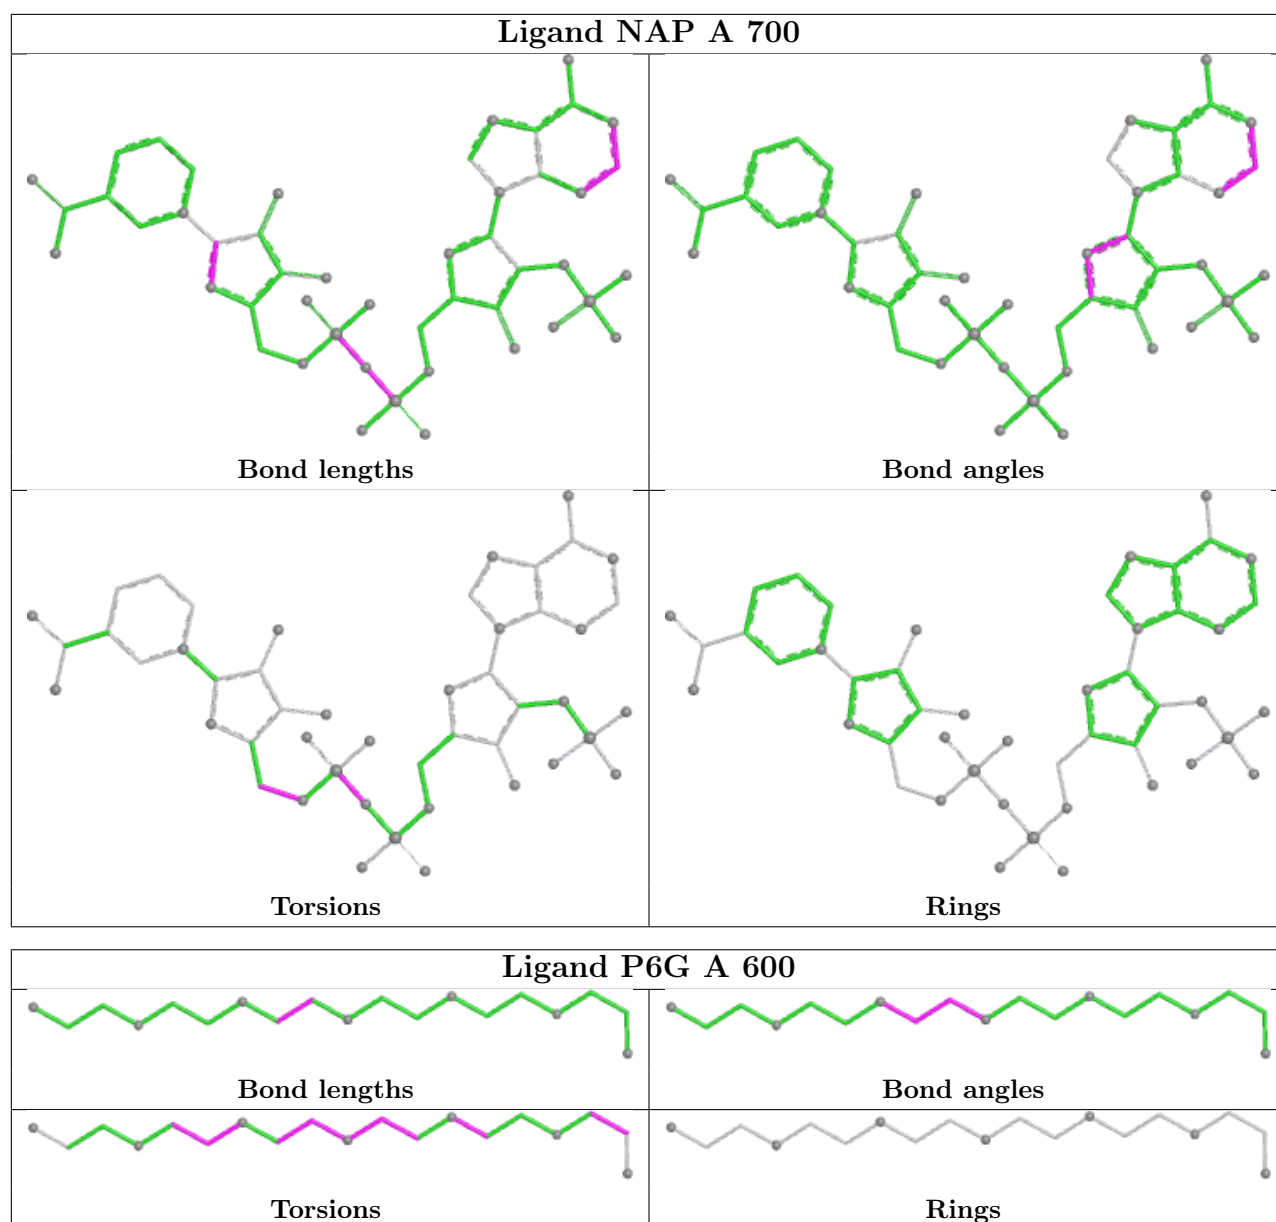 Ligand NAP A 700
Bond lengths
Bond angles
Torsions
Rings
Ligand P6G A 600
Bond lengths
Bond angles
Torsions
Rings